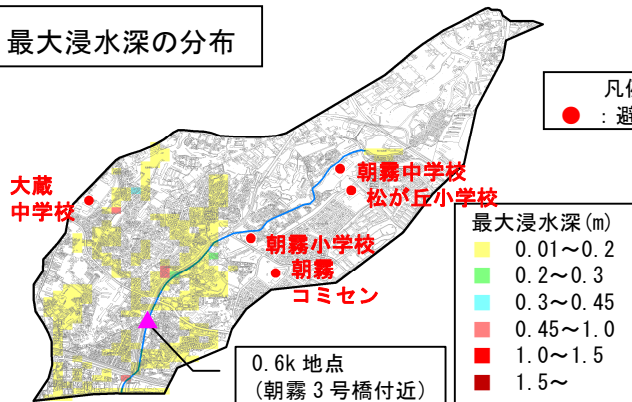 最大浸水深の分布
凡例
● ：避
大蔵
中学校
朝霧中学校
松が丘小学校
朝霧小学校
朝霧
コミセン
最大浸水深(m)
0.01～0.2
0.2～0.3
0.3～0.45
0.45～1.0
1.0～1.5
1.5～
0.6k 地点
(朝霧 3 号橋付近)